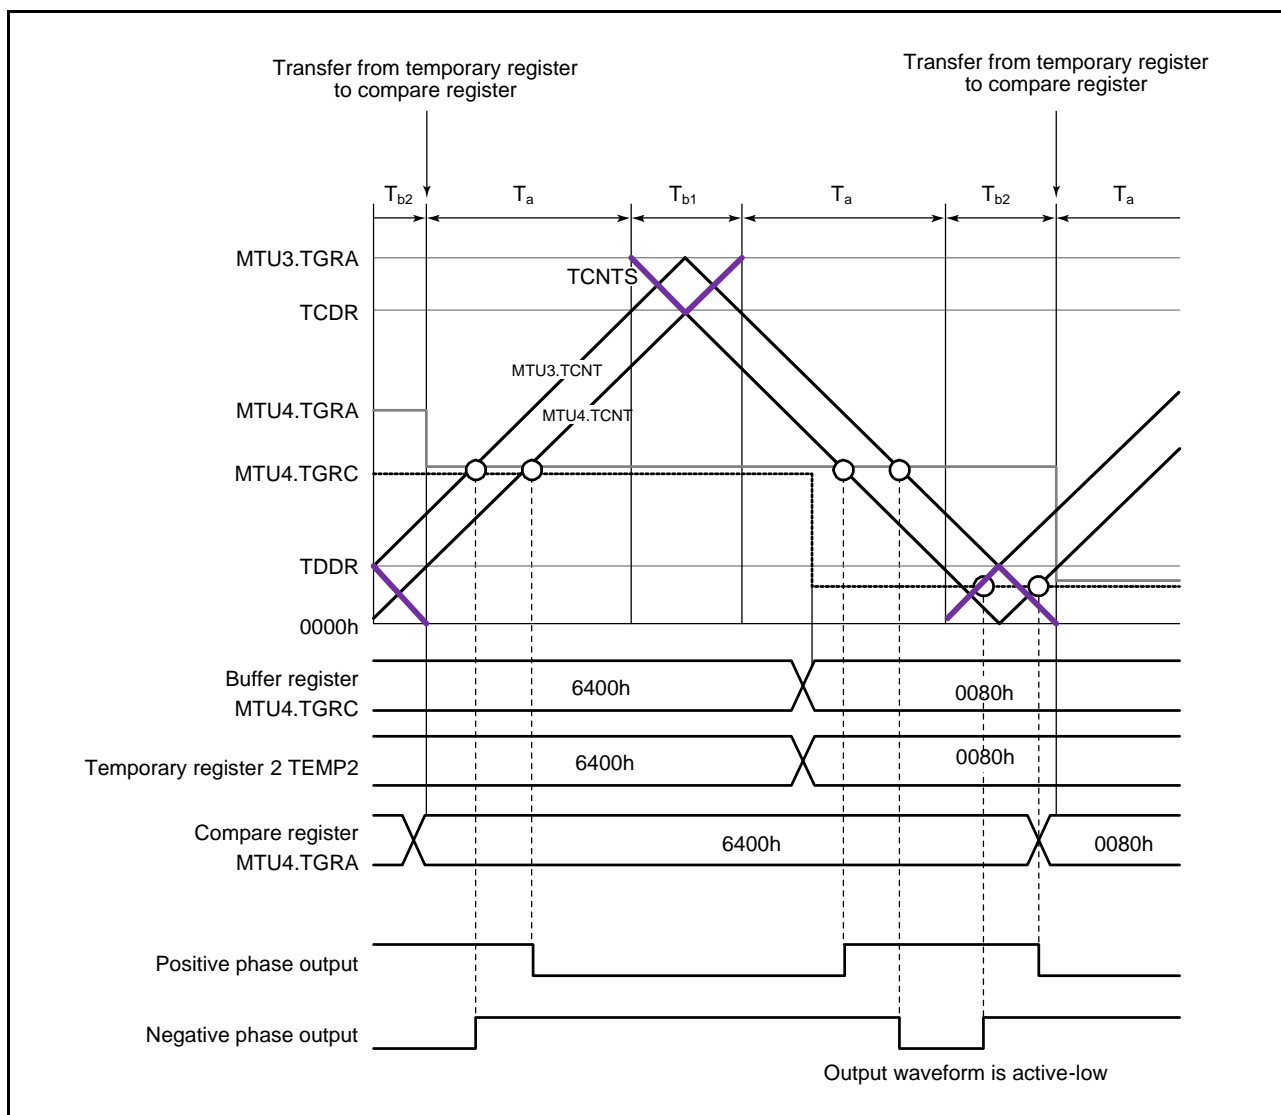 Transfer from temporary register
to compare register
Transfer from temporary register
to compare register
Tb2
Ta
Tb1
Ta
Tb2
Ta
MTU3.TGRA
TCNTS
TCDR
MTU3.TCNT
MTU4.TGRA
MTU4.TCNT
MTU4.TGRC
TDDR
0000h
Buffer register
MTU4.TGRC
6400h
0080h
Temporary register 2 TEMP2
6400h
0080h
Compare register
MTU4.TGRA
6400h
0080h
Positive phase output
Negative phase output
Output waveform is active-low